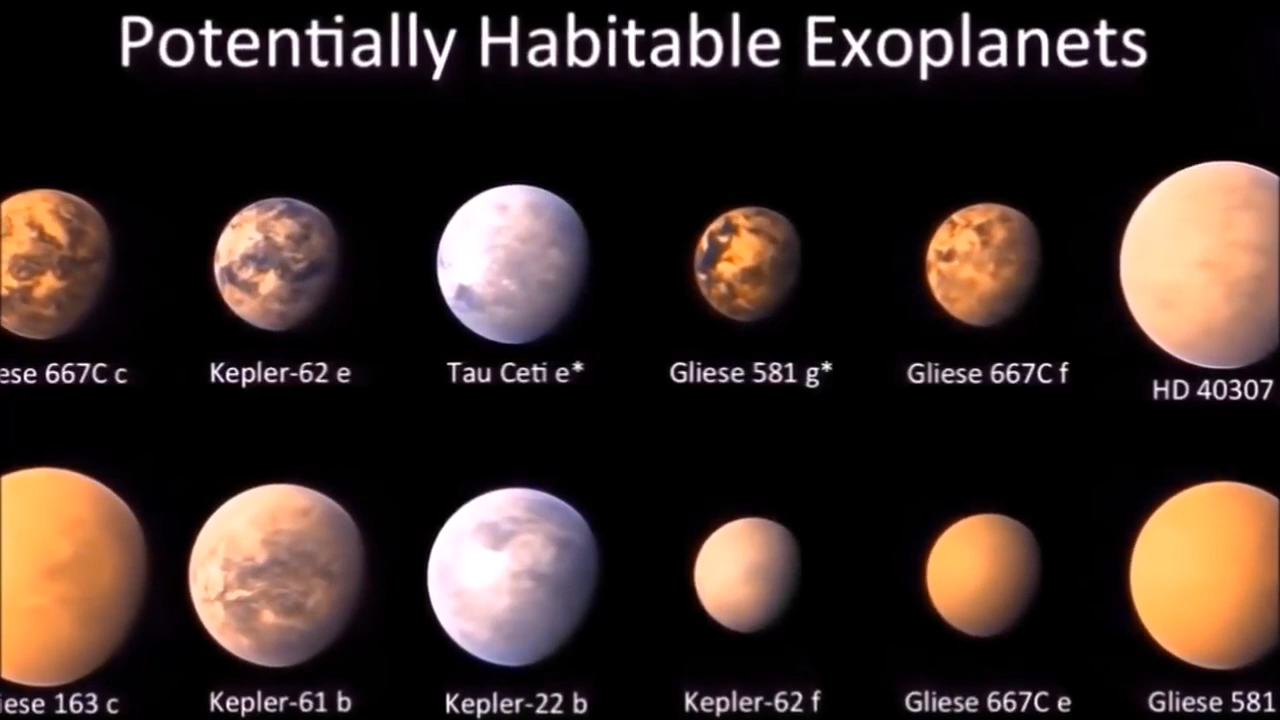 Potentially Habitable Exoplanets
ese 667C c
Kepler-62 e
Tau Ceti e*
Gliese 581 g*
Gliese 667C f
HD 40307
iese 163 c
Kepler-61 b
Kepler-22 b
Kepler-62 f
Gliese 667C e
Gliese 581